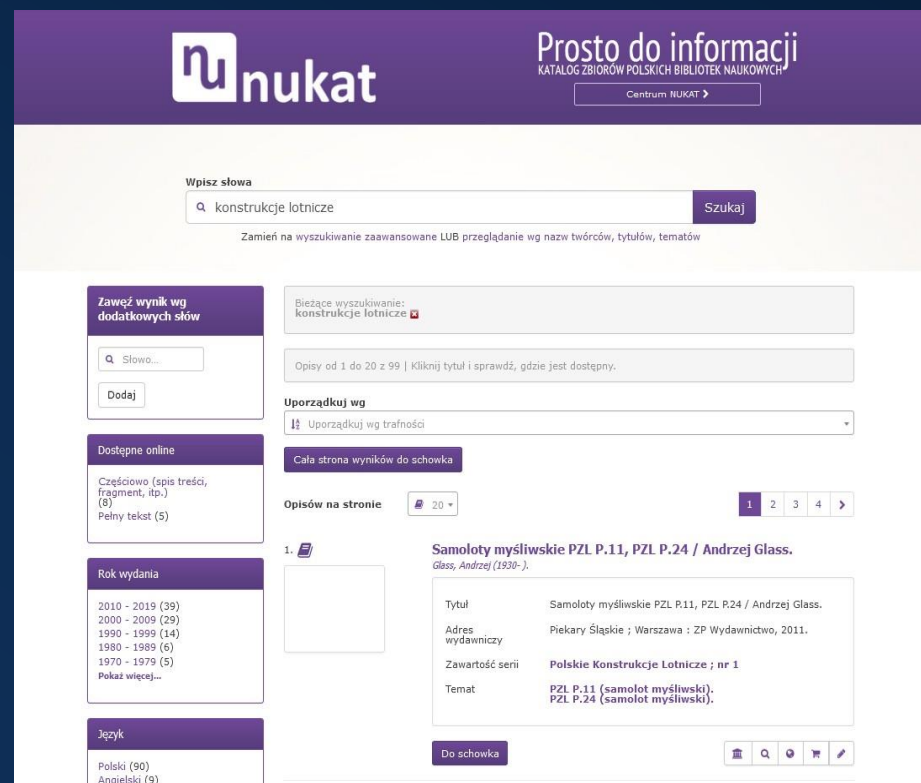 nukat
Prosto do informacji
KATALOG ZBIORÓW POLSKICH BIBLIOTEK NAUKOWYCH
Centrum NUKAT
Wpisz słowa
konstrukcje lotnicze
Szukaj
Zamień na wyszukiwanie zaawansowane LUB przeglądanie wg nazw twórców, tytułów, tematów
Zawęź wynik wg
dodatkowych słów
Słowo...
Dodaj
Dostępne online
Częściowo (spis treści,
fragment, itp.)
(8)
Pełny tekst (5)
Rok wydania
2010 - 2019 (39)
2000 - 2009 (29)
1990 - 1999 (14)
1980 - 1989 (6)
1970 - 1979 (5)
Pokaż więcej...
Język
Polski (90)
Angielski (9)
Bieżące wyszukiwanie:
konstrukcje lotnicze
Opisy od 1 do 20 z 99 | Kliknij tytuł i sprawdź, gdzie jest dostępny.
Uporządkuj wg
Uporządkuj wg trafności
Cała strona wyników do schowka
Opisów na stronie 20 1 2 3 4
1. Samoloty myśliwskie PZL P.11, PZL P.24 / Andrzej Glass.
Glass, Andrzej (1930- ).
Tytuł Samoloty myśliwskie PZL P.11, PZL P.24 / Andrzej Glass.
Adres wydawniczy Piekary Śląskie ; Warszawa : ZP Wydawnictwo, 2011.
Zawartość serii Polskie Konstrukcje Lotnicze ; nr 1
Temat PZL P.11 (samolot myśliwski).
PZL P.24 (samolot myśliwski).
Do schowka